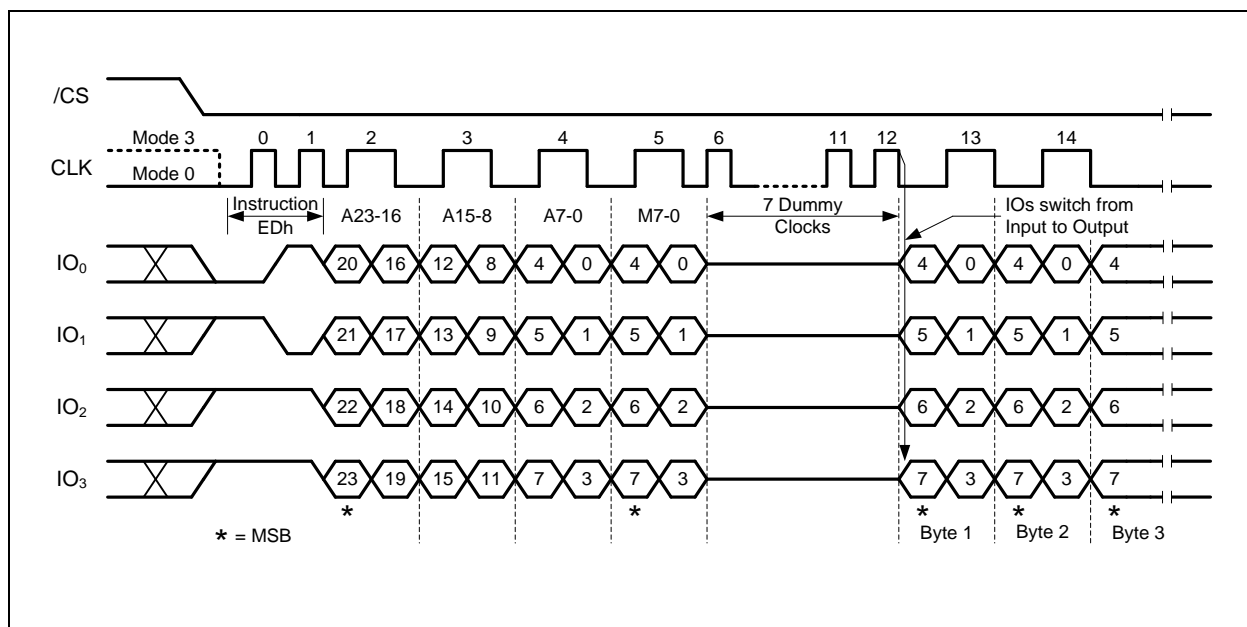 /CS
Mode 3 0 1 2 3 4 5 6 11 12 13 14
CLK Mode 0
Instruction EDh A23-16 A15-8 A7-0 M7-0 7 Dummy Clocks IOs switch from Input to Output
IO0 20 16 12 8 4 0 4 0 4 0 4 0 4
IO1 21 17 13 9 5 1 5 1 5 1 5 1 5
IO2 22 18 14 10 6 2 6 2 6 2 6 2 6
IO3 23 19 15 11 7 3 7 3 7 3 7 3 7
* * * * *
* = MSB Byte 1 Byte 2 Byte 3